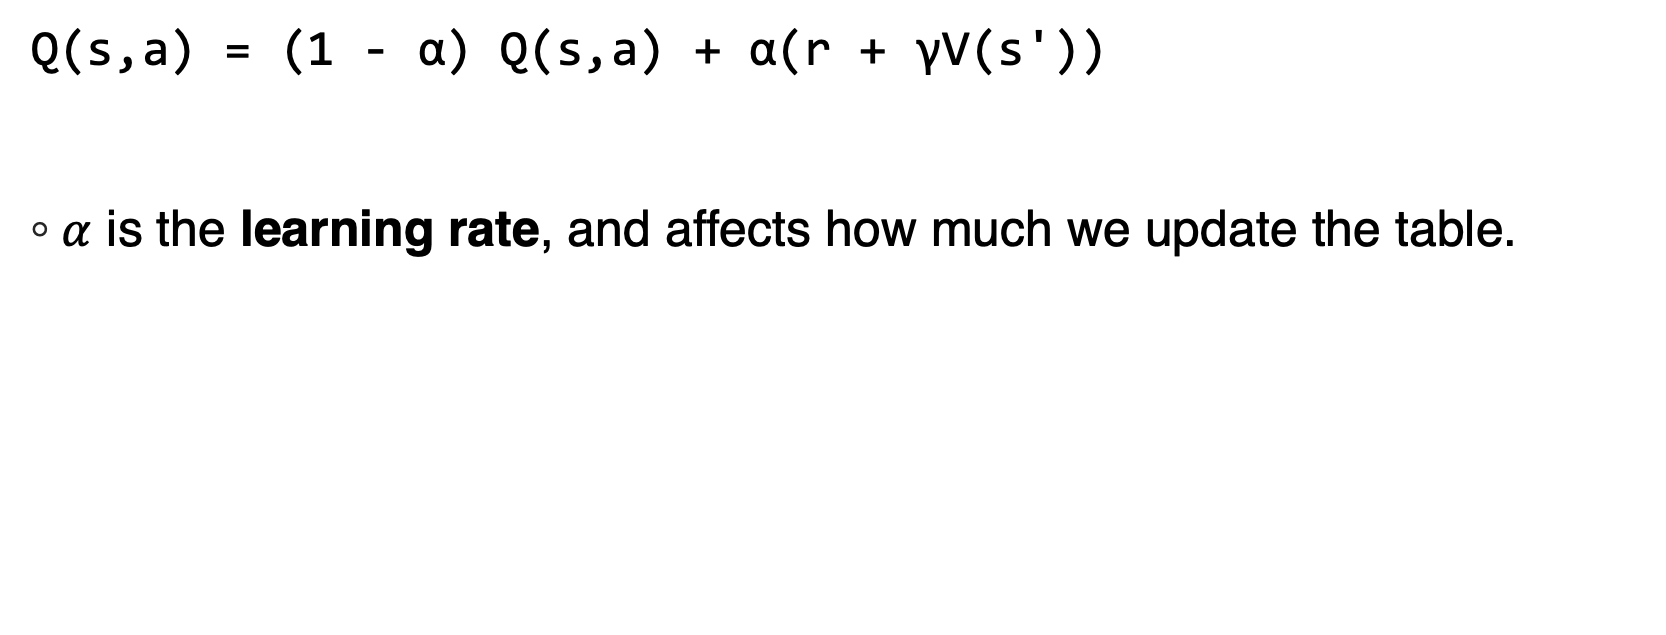 Q(s,a) = (1 - α) Q(s,a) + α(r + γV(s'))
◦ 𝛼 is the learning rate, and affects how much we update the table.